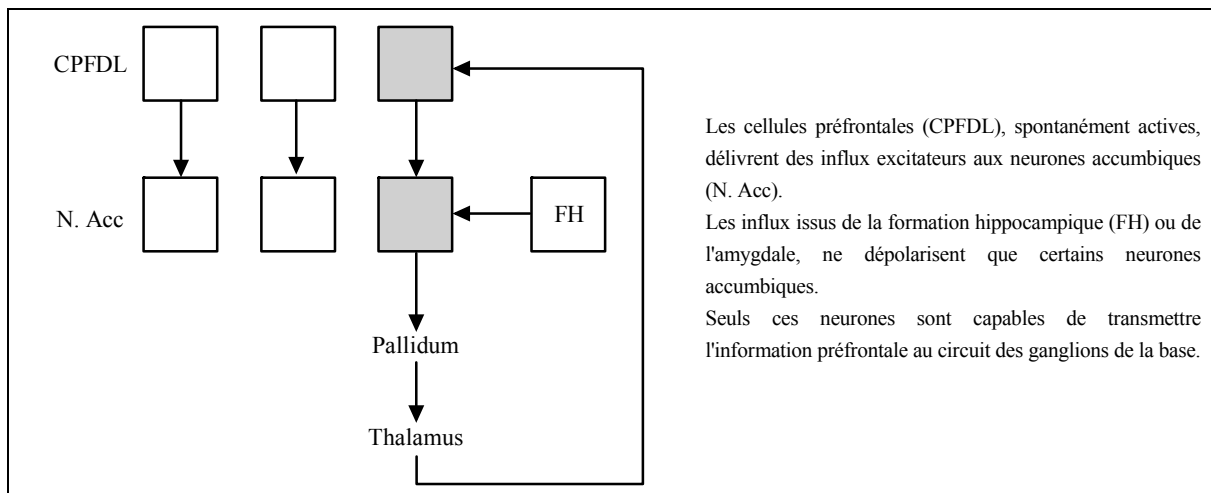 CPFDL
N. Acc
FH
Pallidum
Thalamus
Les cellules préfrontales (CPFDL), spontanément actives,
délivrent des influx excitateurs aux neurones accumbiques
(N. Acc).
Les influx issus de la formation hippocampique (FH) ou de
l'amygdale, ne dépolarisent que certains neurones
accumbiques.
Seuls ces neurones sont capables de transmettre
l'information préfrontale au circuit des ganglions de la base.